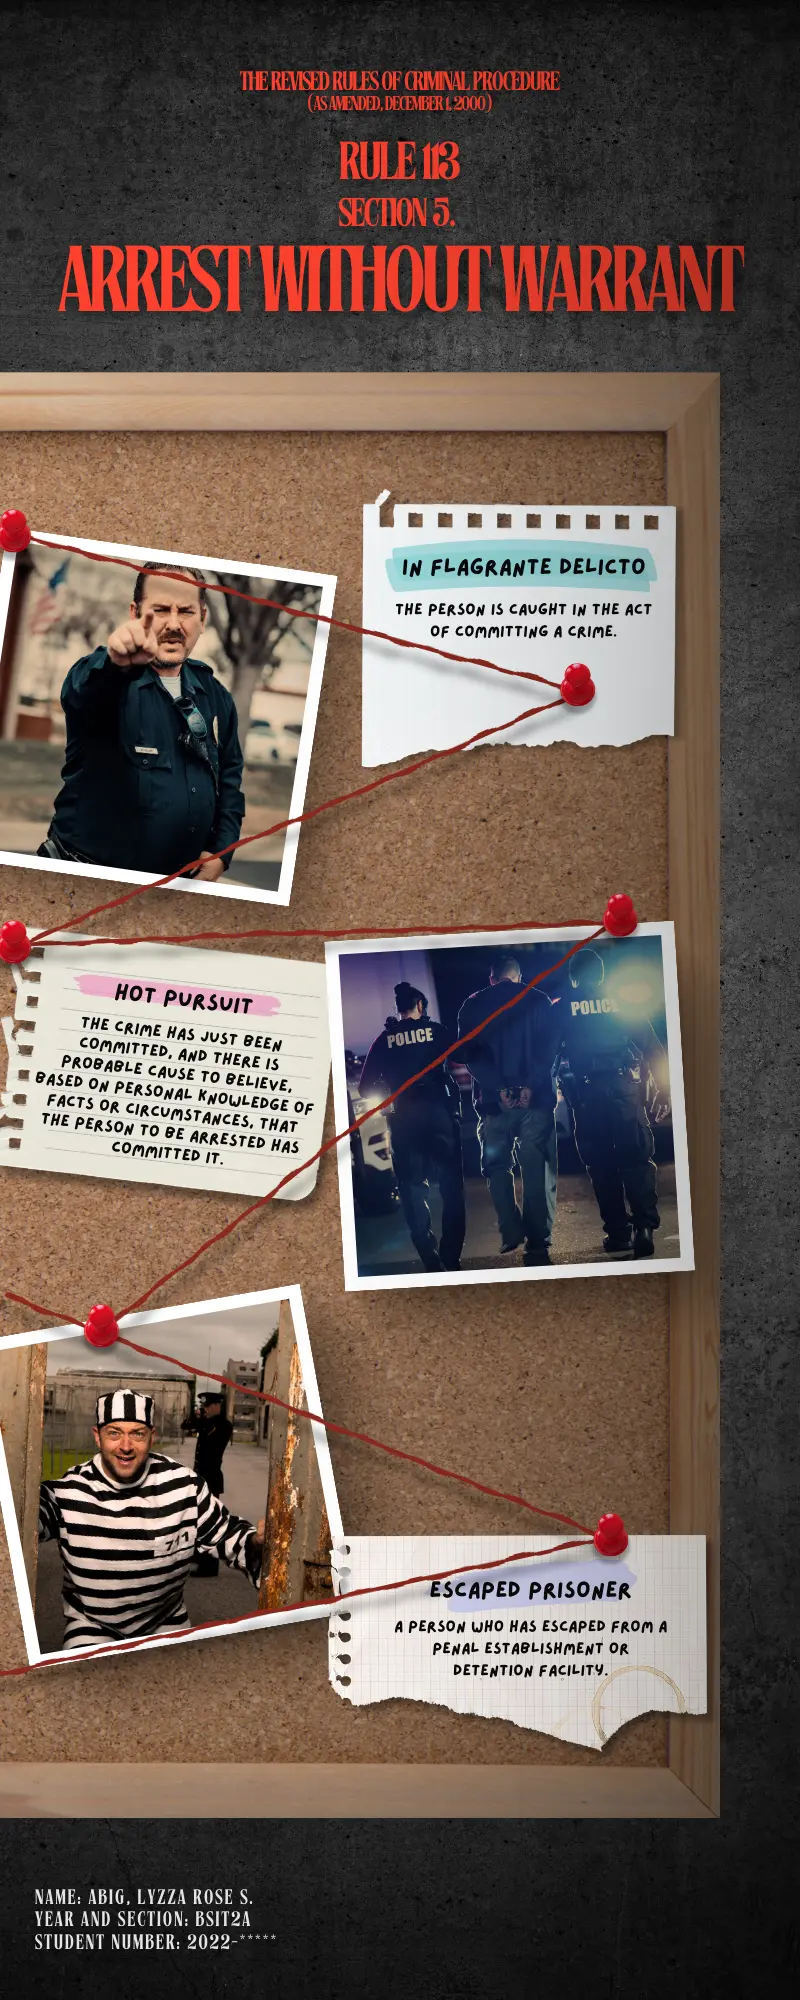 THE REVISED RULES OF CRIMINAL PROCEDURE
(AS AMENDED, DECEMBER 1, 2000)
RULE 113
SECTION 5.
ARREST WITHOUT WARRANT
IN FLAGRANTE DELICTO
THE PERSON IS CAUGHT IN THE ACT
OF COMMITTING A CRIME.
HOT PURSUIT
THE CRIME HAS JUST BEEN
COMMITTED, AND THERE IS
PROBABLE CAUSE TO BELIEVE,
BASED ON PERSONAL KNOWLEDGE OF
FACTS OR CIRCUMSTANCES, THAT
THE PERSON TO BE ARRESTED HAS
COMMITTED IT.
POLICE
POLICE
711
ESCAPED PRISONER
A PERSON WHO HAS ESCAPED FROM A
PENAL ESTABLISHMENT OR
DETENTION FACILITY.
NAME: ABIG, LYZZA ROSE S.
YEAR AND SECTION: BSIT2A
STUDENT NUMBER: 2022-*****